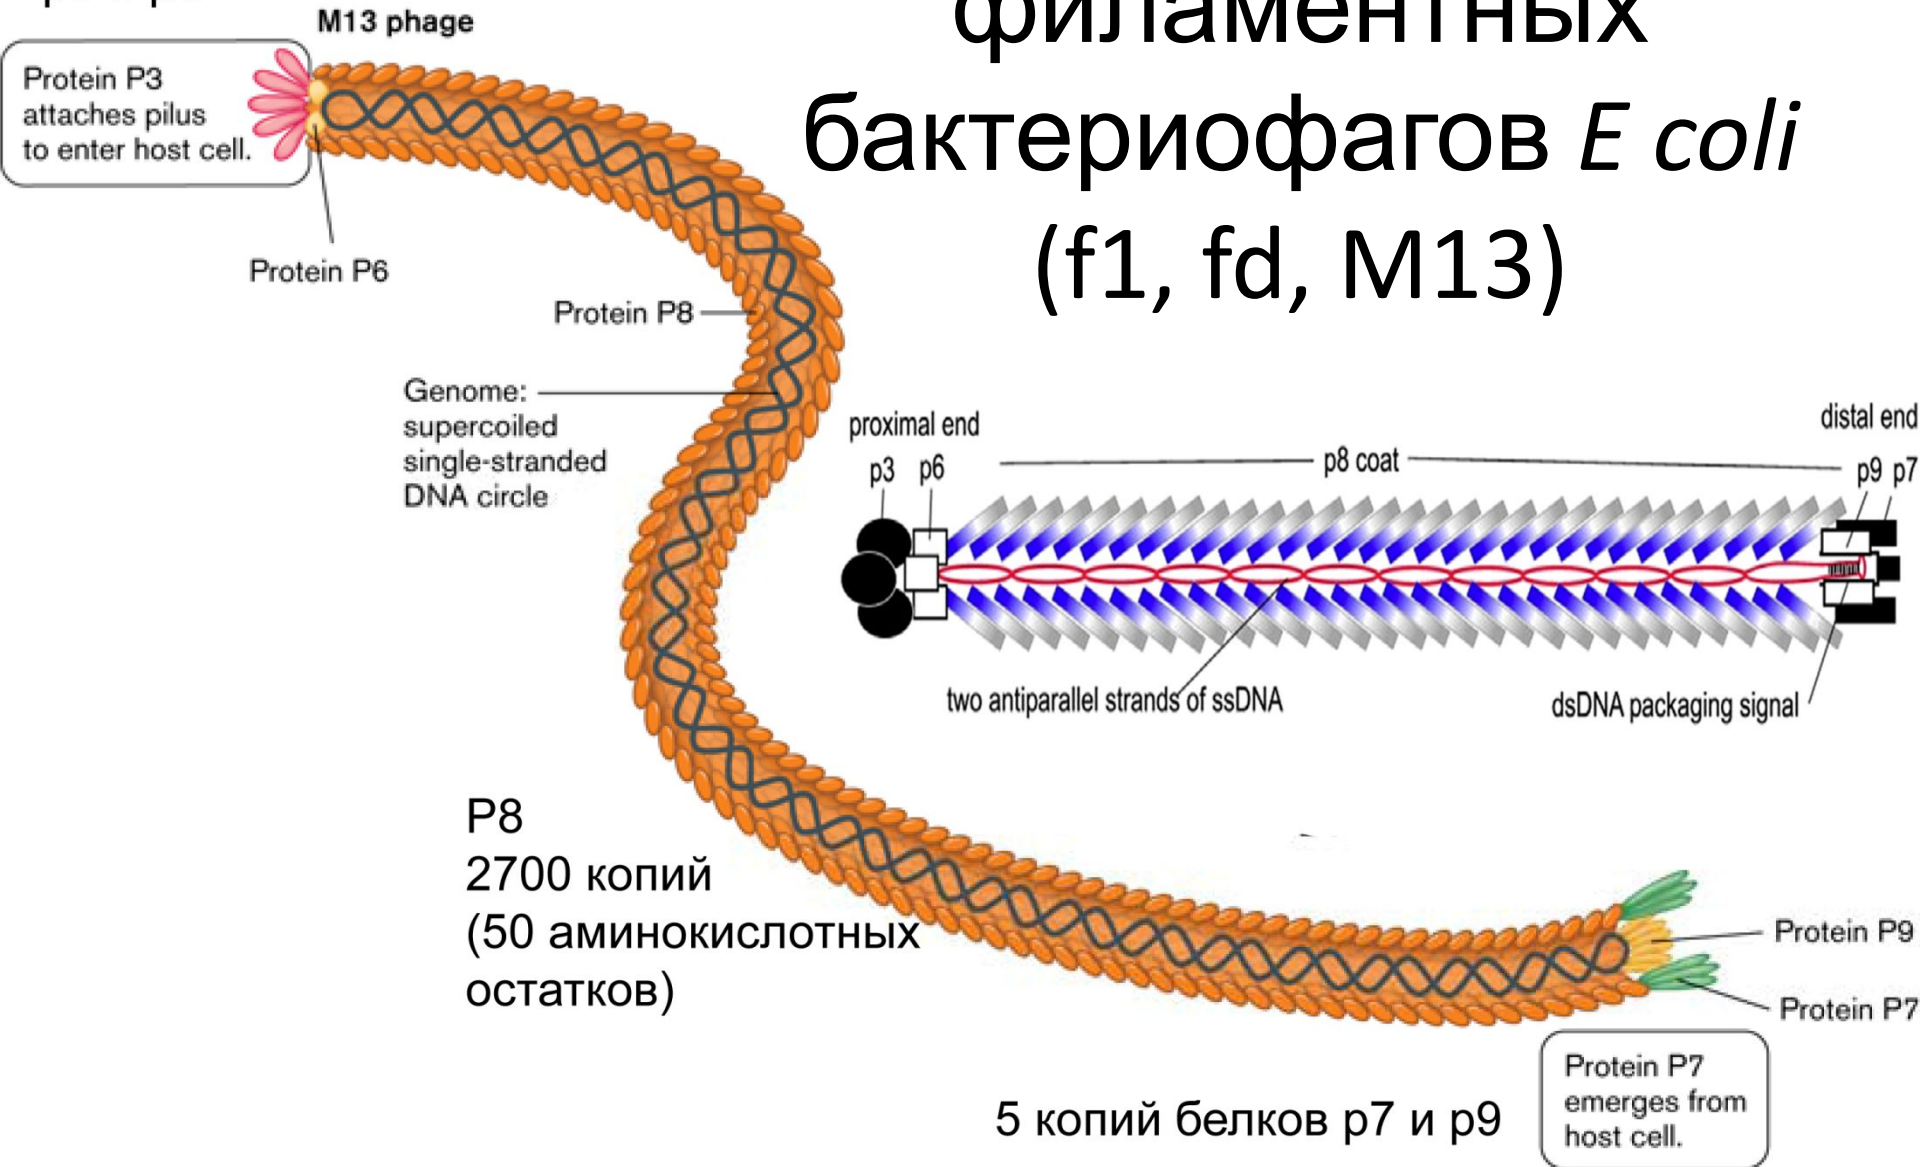 M13 phage
филаментных
бактериофагов E coli
(f1, fd, M13)
Protein P3
attaches pilus
to enter host cell.
Protein P6
Protein P8
Genome:
supercoiled
single-stranded
DNA circle
proximal end
distal end
p3 p6
p8 coat
p9 p7
two antiparallel strands of ssDNA
dsDNA packaging signal
P8
2700 копий
(50 аминокислотных
остатков)
Protein P9
Protein P7
Protein P7
emerges from
host cell.
5 копий белков p7 и p9